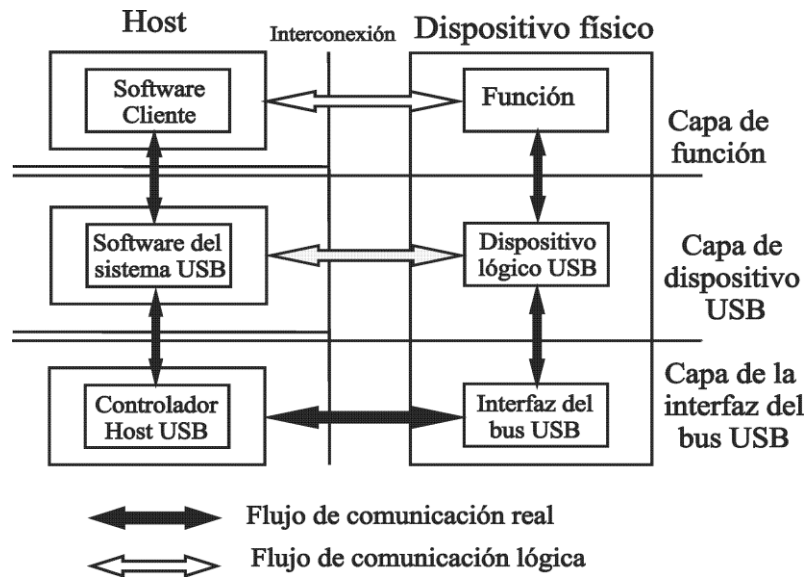 Host
Interconexión
Dispositivo físico
Software
Cliente
Función
Capa de
función
Software del
sistema USB
Dispositivo
lógico USB
Capa de
dispositivo
USB
Controlador
Host USB
Interfaz del
bus USB
Capa de la
interfaz del
bus USB
Flujo de comunicación real
Flujo de comunicación lógica